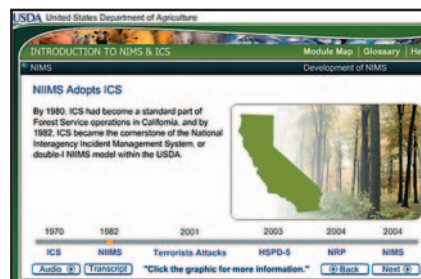 USDA United States Department of Agriculture
INTRODUCTION TO NIMS & ICS
Module Map | Glossary | He
NIMS
Development of NIMS
NIIMS Adopts ICS
By 1980, ICS had become a standard part of
Forest Service operations in California, and by
1982, ICS became the cornerstone of the National
Interagency Incident Management System, or
double-I NIIMS model within the USDA.
1970 1982 2001 2003 2004 2004
ICS NIIMS Terrorists Attacks HSPD-5 NRP NIMS
Audio Transcript "Click the graphic for more information." Back Next